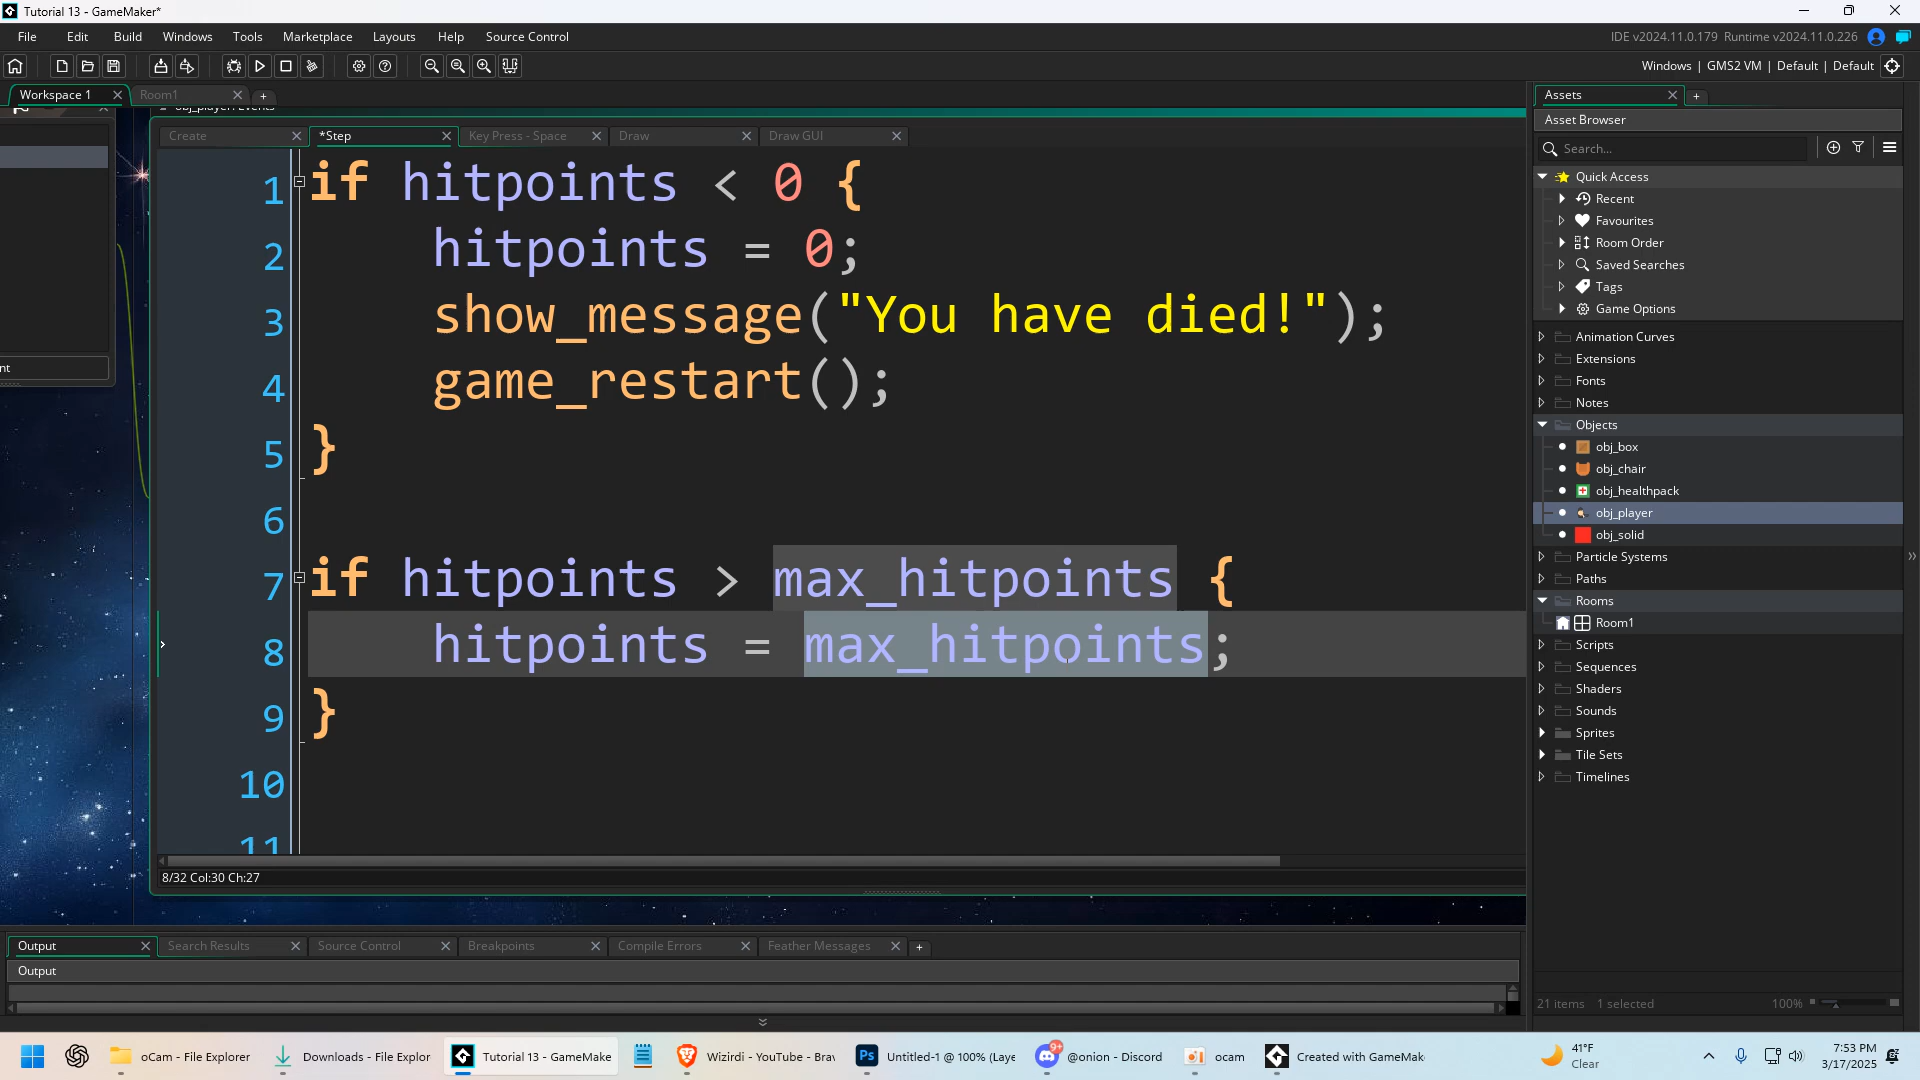 Tutorial 13 - GameMaker*
File Edit Build Windows Tools Marketplace Layouts Help Source Control
IDE v2024.11.0.179 Runtime v2024.11.0.226
Windows | GMS2 VM | Default | Default
Workspace 1 Room1
Create *Step Key Press - Space Draw Draw GUI
1 if hitpoints < 0 {
2 hitpoints = 0;
3 show_message("You have died!");
4 game_restart();
5 }
6
7 if hitpoints > max_hitpoints {
8 hitpoints = max_hitpoints;
9 }
10
11
nt
8/32 Col:30 Ch:27
Output Search Results Source Control Breakpoints Compile Errors Feather Messages
Output
Assets
Asset Browser
Search...
Quick Access
Recent
Favourites
Room Order
Saved Searches
Tags
Game Options
Animation Curves
Extensions
Fonts
Notes
Objects
obj_box
obj_chair
obj_healthpack
obj_player
obj_solid
Particle Systems
Paths
Rooms
Room1
Scripts
Sequences
Shaders
Sounds
Sprites
Tile Sets
Timelines
21 items 1 selected 100%
oCam - File Explorer Downloads - File Explor Tutorial 13 - GameMake Wizirdi - YouTube - Brav Untitled-1 @ 100% (Laye 9+ @onion - Discord ocam Created with GameMak
41°F
Clear
7:53 PM
3/17/2025